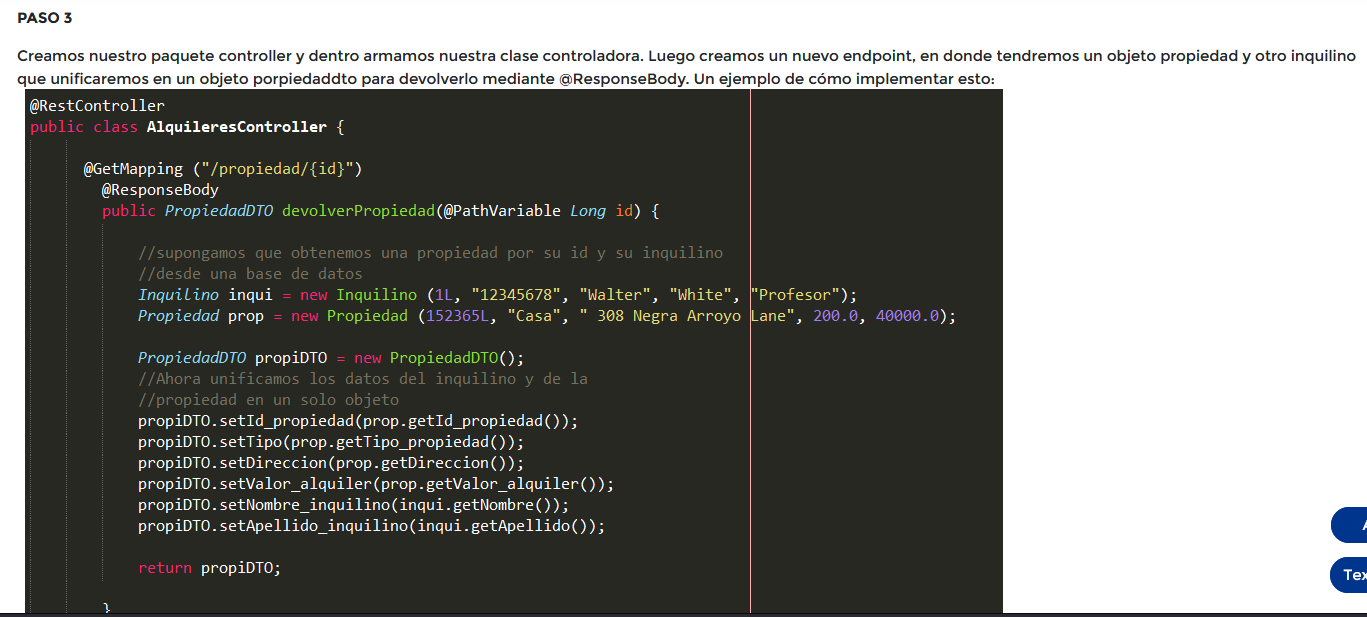 PASO 3
Creamos nuestro paquete controller y dentro armamos nuestra clase controladora. Luego creamos un nuevo endpoint, en donde tendremos un objeto propiedad y otro inquilino
que unificaremos en un objeto porpiedaddto para devolverlo mediante @ResponseBody. Un ejemplo de cómo implementar esto:
@RestController
public class AlquileresController {
@GetMapping ("/propiedad/{id}")
@ResponseBody
public PropiedadDTO devolverPropiedad(@PathVariable Long id) {
//supongamos que obtenemos una propiedad por su id y su inquilino
//desde una base de datos
Inquilino inqui = new Inquilino (1L, "12345678", "Walter", "White", "Profesor");
Propiedad prop = new Propiedad (152365L, "Casa", " 308 Negra Arroyo Lane", 200.0, 40000.0);
PropiedadDTO propiDTO = new PropiedadDTO();
//Ahora unificamos los datos del inquilino y de la
//propiedad en un solo objeto
propiDTO.setId_propiedad(prop.getId_propiedad());
propiDTO.setTipo(prop.getTipo_propiedad());
propiDTO.setDireccion(prop.getDireccion());
propiDTO.setValor_alquiler(prop.getValor_alquiler());
propiDTO.setNombre_inquilino(inqui.getNombre());
propiDTO.setApellido_inquilino(inqui.getApellido());
return propiDTO;
}
Tex